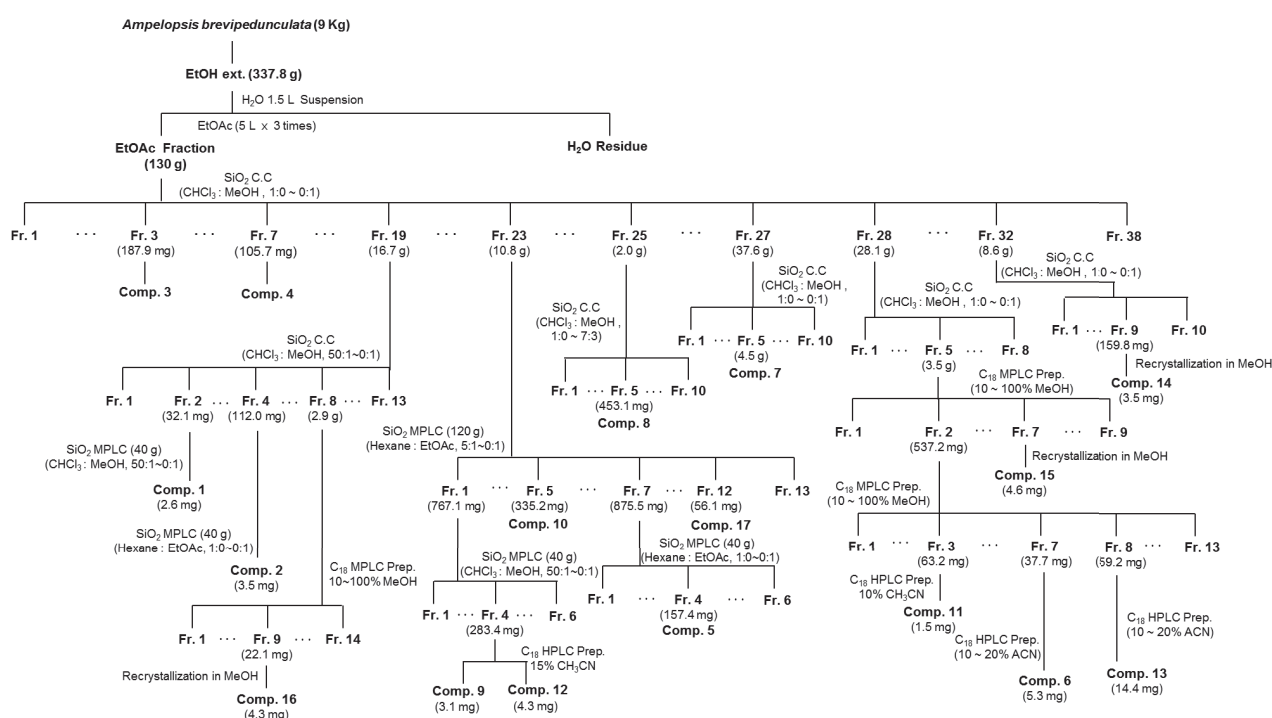 Ampelopsis brevipedunculata (9 Kg)
EtOH ext. (337.8 g)
H₂O 1.5 L Suspension
EtOAc (5 L x 3 times)
EtOAc Fraction
(130 g)
H₂O Residue
SiO₂ C.C
(CHCl₃ : MeOH , 1:0 ~ 0:1)
Fr. 1 ··· Fr. 3 ··· Fr. 7 ··· Fr. 19 ··· Fr. 23 ··· Fr. 25 ··· Fr. 27 ··· Fr. 28 ··· Fr. 32 ··· Fr. 38
(187.9 mg) (105.7 mg) (16.7 g) (10.8 g) (2.0 g) (37.6 g) (28.1 g) (8.6 g)
Comp. 3
Comp. 4
SiO₂ C.C
(CHCl₃ : MeOH, 50:1~0:1)
Fr. 1 ··· Fr. 2 ··· Fr. 4 ··· Fr. 8 ··· Fr. 13
(32.1 mg) (112.0 mg) (2.9 g)
SiO₂ MPLC (40 g)
(CHCl₃ : MeOH, 50:1~0:1)
Comp. 1
(2.6 mg)
SiO₂ MPLC (40 g)
(Hexane : EtOAc, 1:0~0:1)
Comp. 2
(3.5 mg)
C₁₈ MPLC Prep.
10~100% MeOH
Fr. 1 ··· Fr. 9 ··· Fr. 14
(22.1 mg)
Recrystallization in MeOH
Comp. 16
(4.3 mg)
SiO₂ MPLC (120 g)
(Hexane : EtOAc, 5:1~0:1)
Fr. 1 ··· Fr. 5 ··· Fr. 7 ··· Fr. 12 Fr. 13
(767.1 mg) (335.2 mg) (875.5 mg) (56.1 mg)
Comp. 10
Comp. 17
SiO₂ MPLC (40 g)
(CHCl₃ : MeOH, 50:1~0:1)
Fr. 1 ··· Fr. 4 ··· Fr. 6
(283.4 mg)
C₁₈ HPLC Prep.
15% CH₃CN
Comp. 9 Comp. 12
(3.1 mg) (4.3 mg)
SiO₂ MPLC (40 g)
(Hexane : EtOAc, 1:0~0:1)
Fr. 1 ··· Fr. 4 ··· Fr. 6
(157.4 mg)
Comp. 5
SiO₂ C.C
(CHCl₃ : MeOH ,
1:0 ~ 7:3)
Fr. 1 ··· Fr. 5 ··· Fr. 10
(453.1 mg)
Comp. 8
SiO₂ C.C
(CHCl₃ : MeOH ,
1:0 ~ 0:1)
Fr. 1 ··· Fr. 5 ··· Fr. 10
(4.5 g)
Comp. 7
SiO₂ C.C
(CHCl₃ : MeOH , 1:0 ~ 0:1)
Fr. 1 ··· Fr. 5 ··· Fr. 8
(3.5 g)
C₁₈ MPLC Prep.
(10 ~ 100% MeOH)
Fr. 1 ··· Fr. 2 ··· Fr. 7 ··· Fr. 9
(537.2 mg)
Recrystallization in MeOH
Comp. 15
(4.6 mg)
C₁₈ MPLC Prep.
(10 ~ 100% MeOH)
Fr. 1 ··· Fr. 3 ··· Fr. 7 ··· Fr. 8 ··· Fr. 13
(63.2 mg) (37.7 mg) (59.2 mg)
C₁₈ HPLC Prep.
10% CH₃CN
Comp. 11
(1.5 mg)
C₁₈ HPLC Prep.
(10 ~ 20% ACN)
Comp. 6
(5.3 mg)
C₁₈ HPLC Prep.
(10 ~ 20% ACN)
Comp. 13
(14.4 mg)
SiO₂ C.C
(CHCl₃ : MeOH , 1:0 ~ 0:1)
Fr. 1 ··· Fr. 9 Fr. 10
(159.8 mg)
Recrystallization in MeOH
Comp. 14
(3.5 mg)